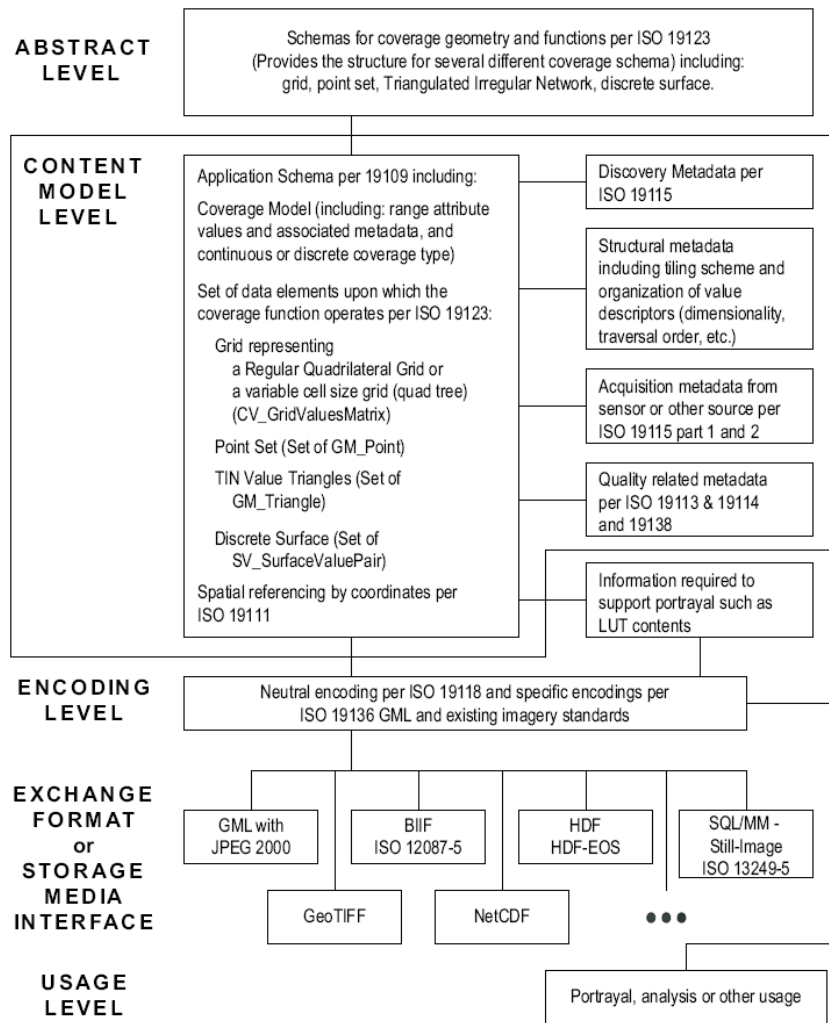 ABSTRACT
LEVEL
Schemas for coverage geometry and functions per ISO 19123
(Provides the structure for several different coverage schema) including:
grid, point set, Triangulated Irregular Network, discrete surface.
CONTENT
MODEL
LEVEL
Application Schema per 19109 including:
Coverage Model (including: range attribute
values and associated metadata, and
continuous or discrete coverage type)
Set of data elements upon which the
coverage function operates per ISO 19123:
Grid representing
a Regular Quadrilateral Grid or
a variable cell size grid (quad tree)
(CV_GridValuesMatrix)
Point Set (Set of GM_Point)
TIN Value Triangles (Set of
GM_Triangle)
Discrete Surface (Set of
SV_SurfaceValuePair)
Spatial referencing by coordinates per
ISO 19111
Discovery Metadata per
ISO 19115
Structural metadata
including tiling scheme and
organization of value
descriptors (dimensionality,
traversal order, etc.)
Acquisition metadata from
sensor or other source per
ISO 19115 part 1 and 2
Quality related metadata
per ISO 19113 & 19114
and 19138
Information required to
support portrayal such as
LUT contents
ENCODING
LEVEL
Neutral encoding per ISO 19118 and specific encodings per
ISO 19136 GML and existing imagery standards
EXCHANGE
FORMAT
or
STORAGE
MEDIA
INTERFACE
GML with
JPEG 2000
BIIF
ISO 12087-5
HDF
HDF-EOS
SQL/MM -
Still-Image
ISO 13249-5
GeoTIFF
NetCDF
●●●
USAGE
LEVEL
Portrayal, analysis or other usage